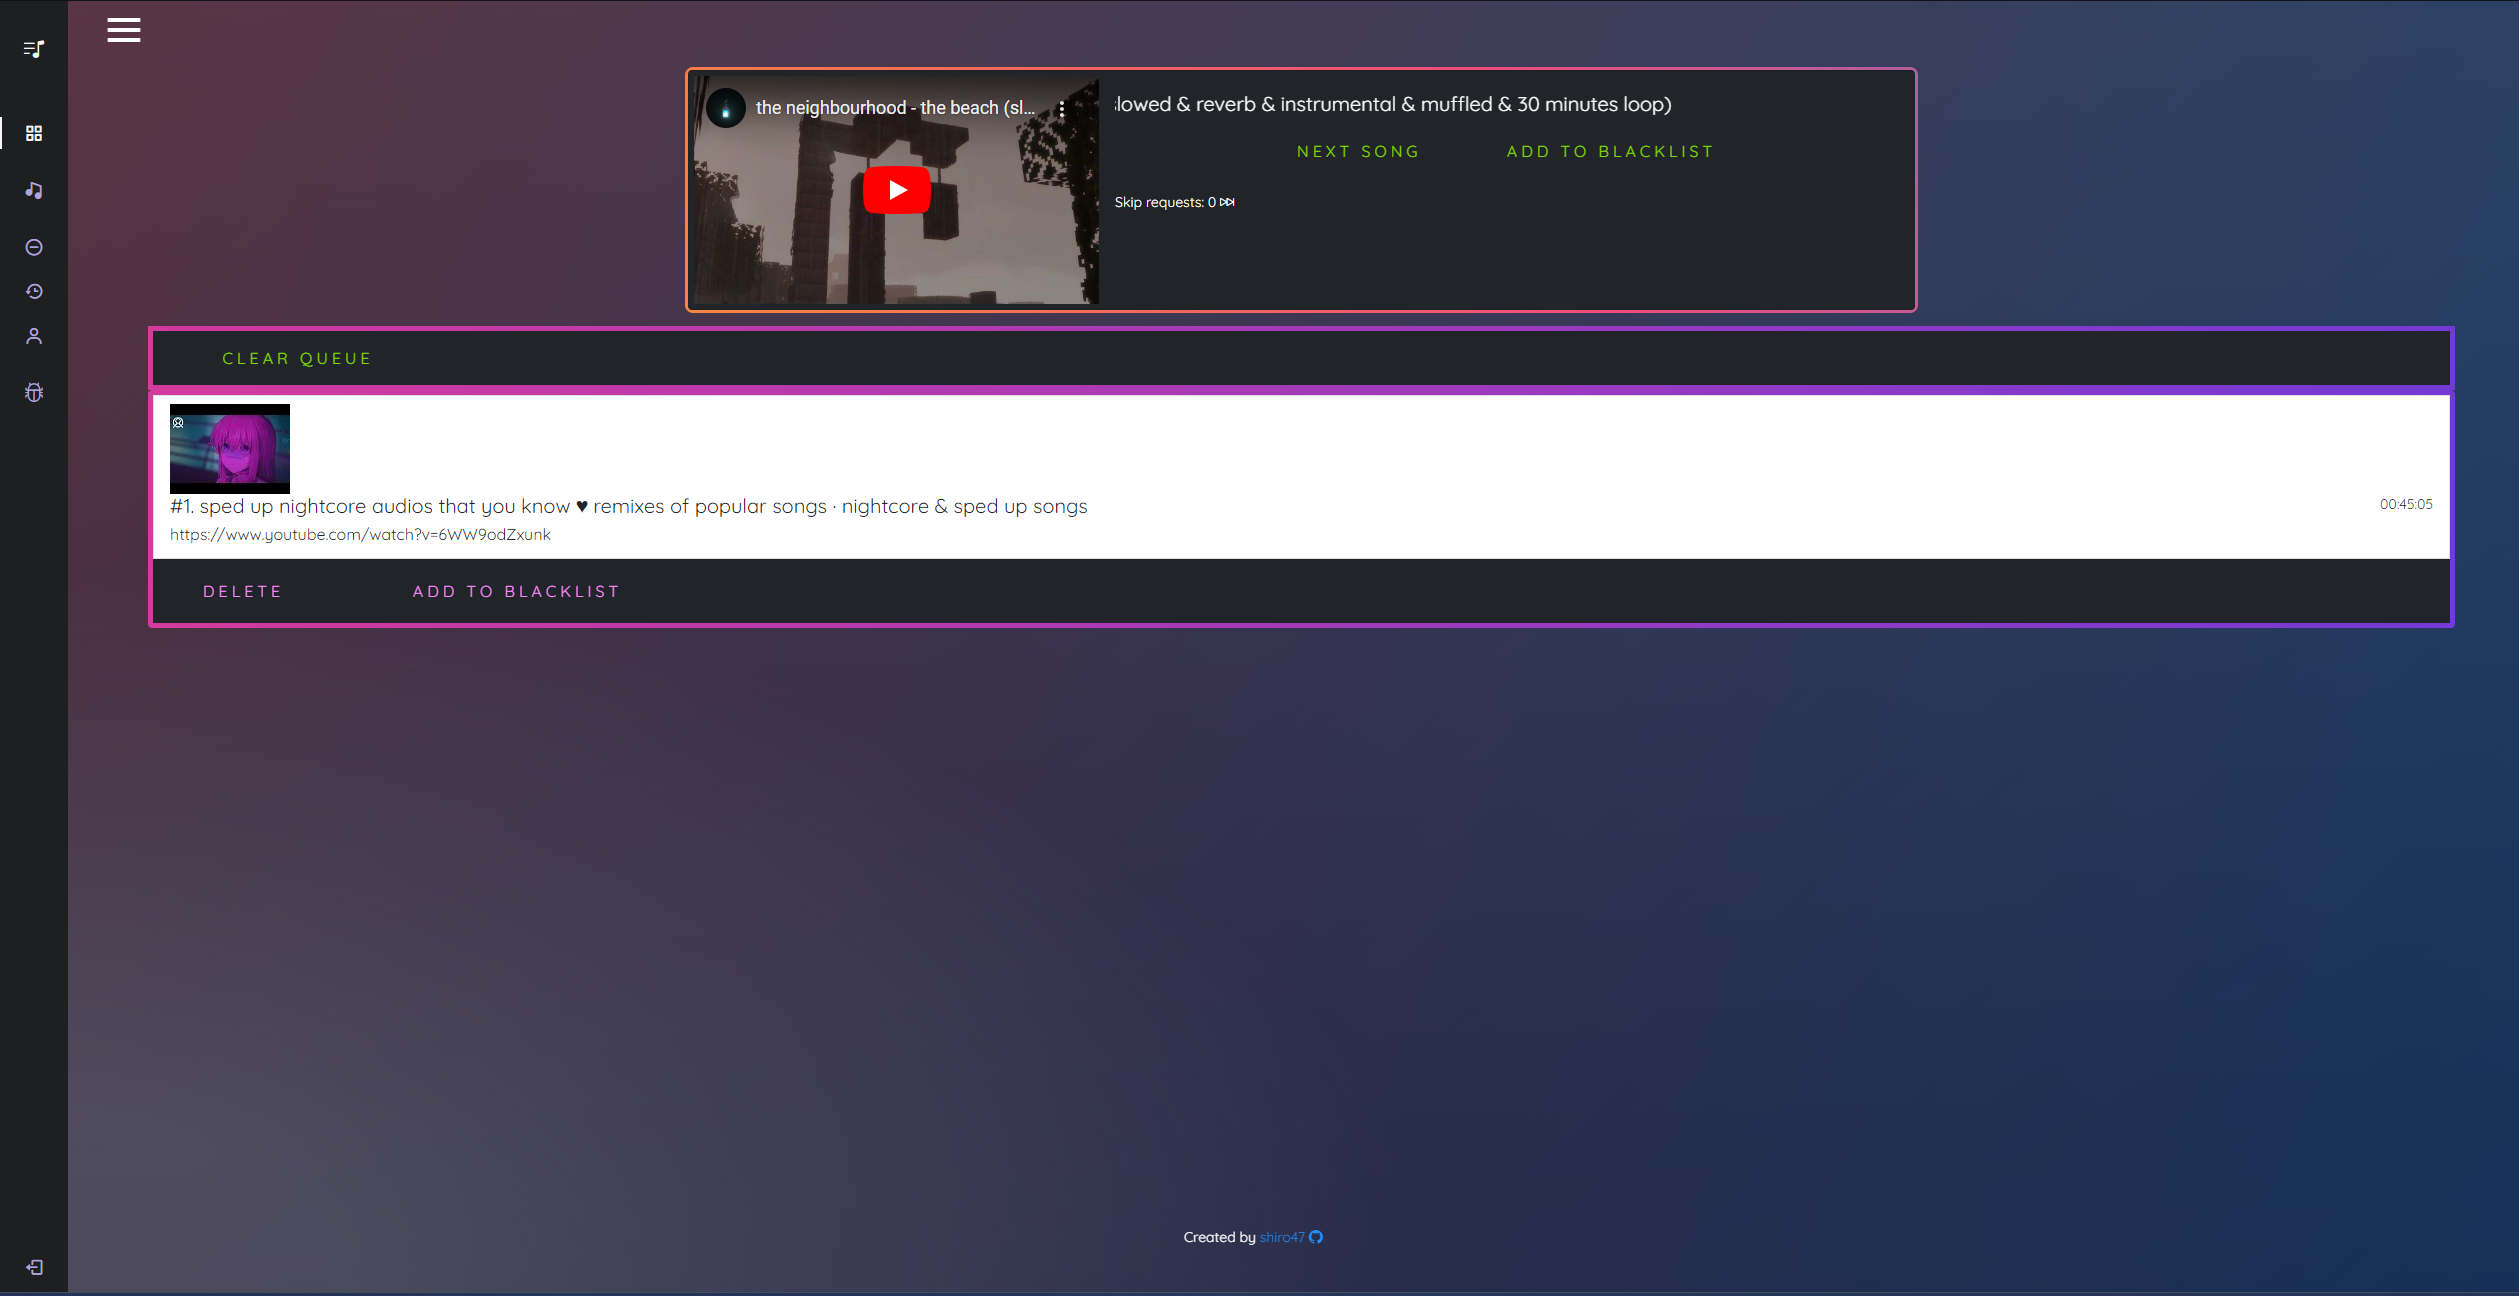 the neighbourhood - the beach (sl...
slowed & reverb & instrumental & muffled & 30 minutes loop)
NEXT SONG
ADD TO BLACKLIST
Skip requests: 0
CLEAR QUEUE
#1. sped up nightcore audios that you know ♥ remixes of popular songs · nightcore & sped up songs
00:45:05
https://www.youtube.com/watch?v=6WW9odZxunk
DELETE
ADD TO BLACKLIST
Created by shiro47